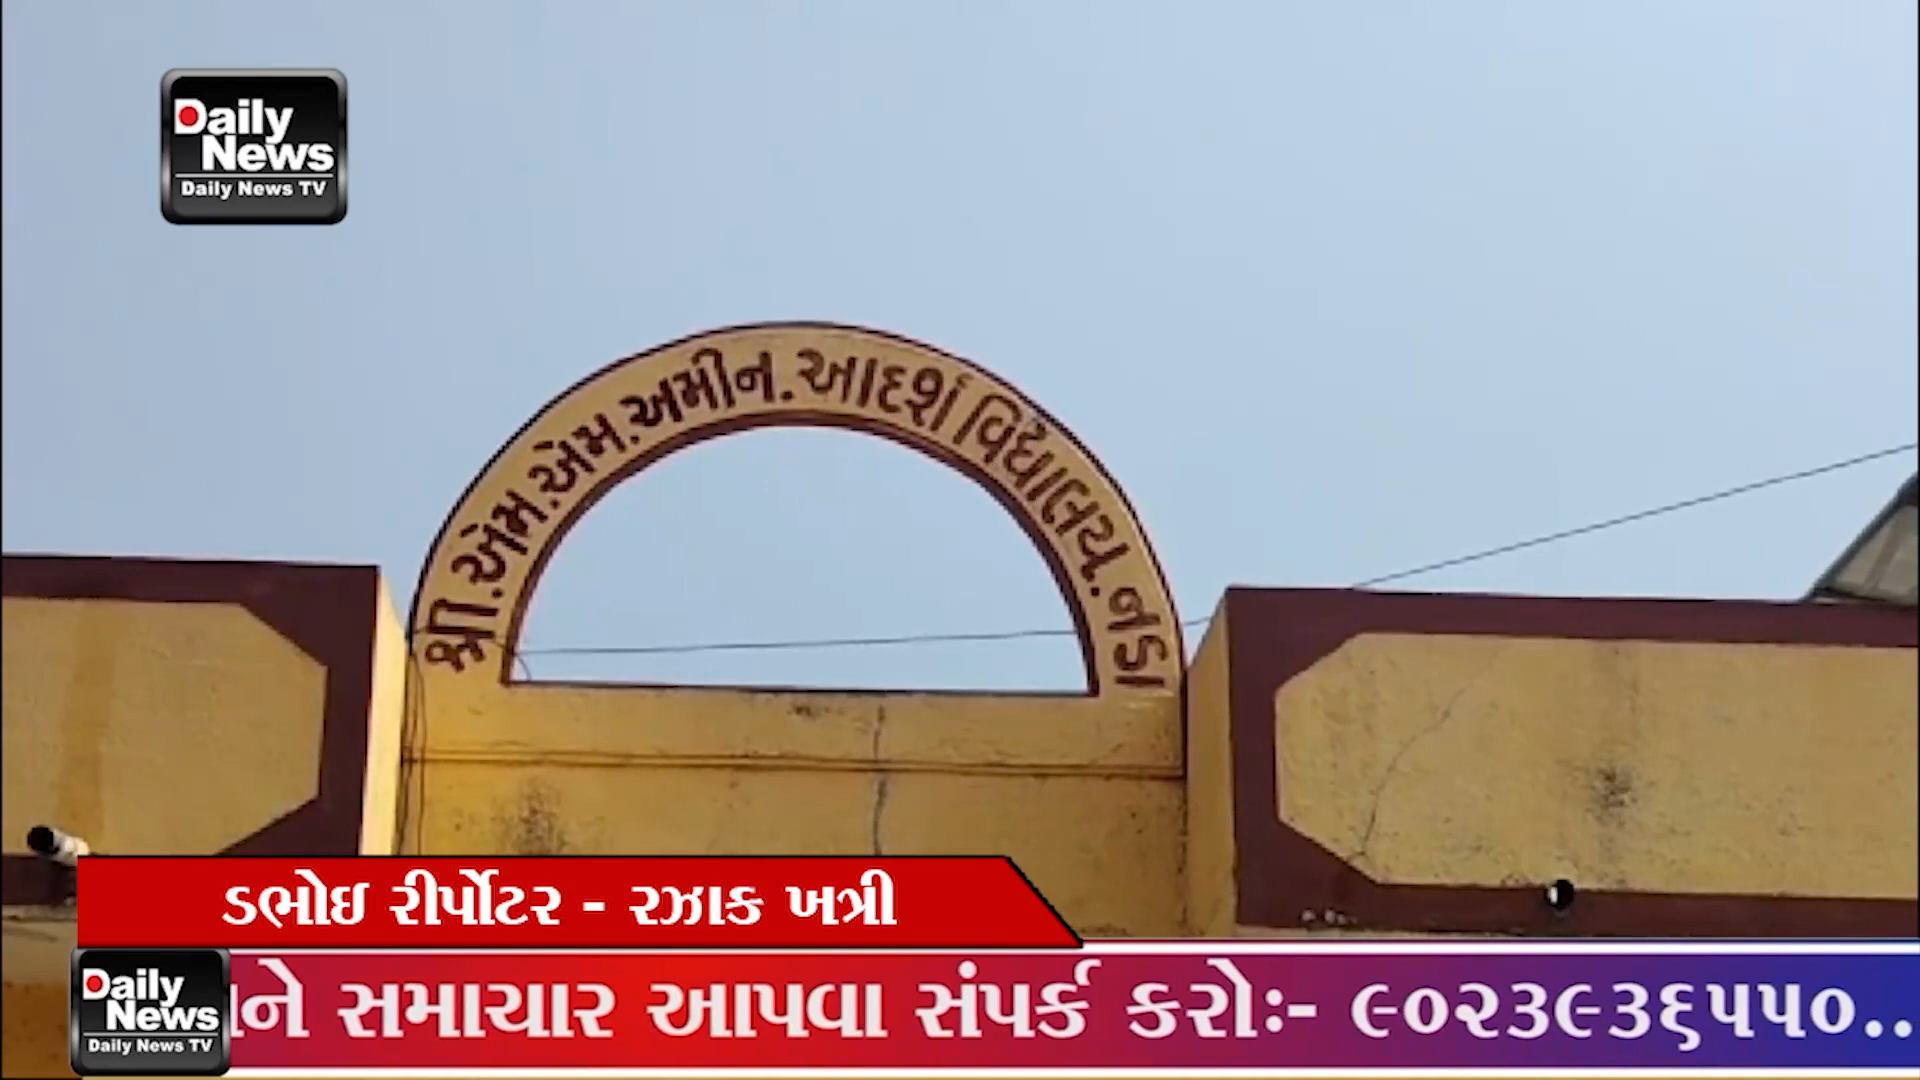 Daily
News
Daily News TV
શ્રી.એમ.એમ.અમીન.આદર્શ વિદ્યાલય.નડા
ડભોઇ રીર્પોટર - રઝાક ખત્રી
Daily
News
Daily News TV
સમાચાર આપવા સંપર્ક કરોઃ- ૯૦૨૩૯૩૬૫૫૦..